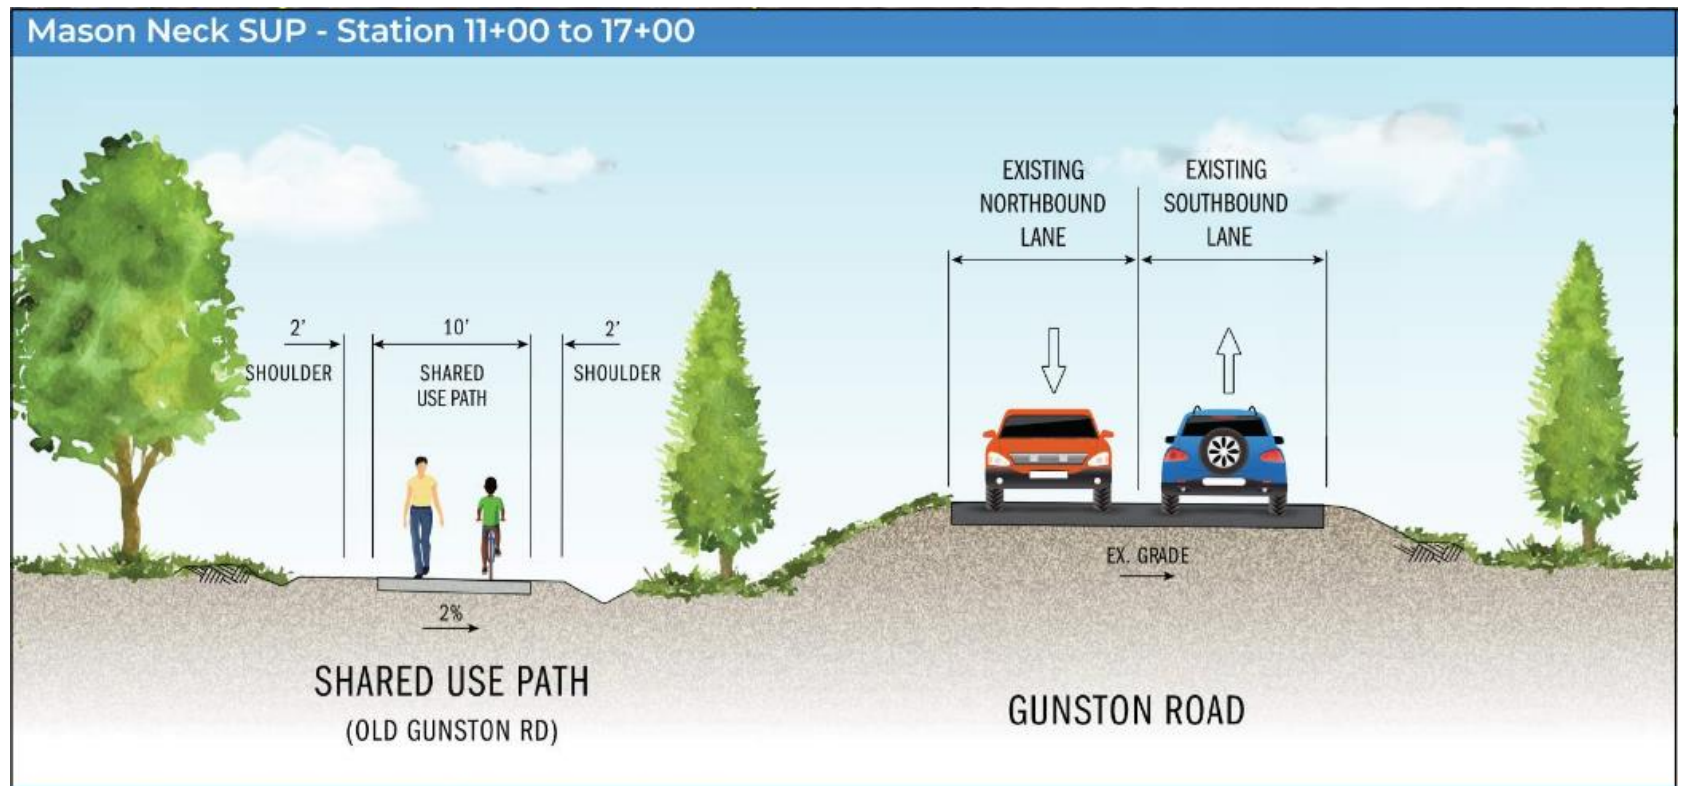 Mason Neck SUP - Station 11+00 to 17+00
EXISTING
NORTHBOUND
LANE
EXISTING
SOUTHBOUND
LANE
2'
SHOULDER
10'
SHARED
USE PATH
2'
SHOULDER
EX. GRADE
2%
SHARED USE PATH
(OLD GUNSTON RD)
GUNSTON ROAD